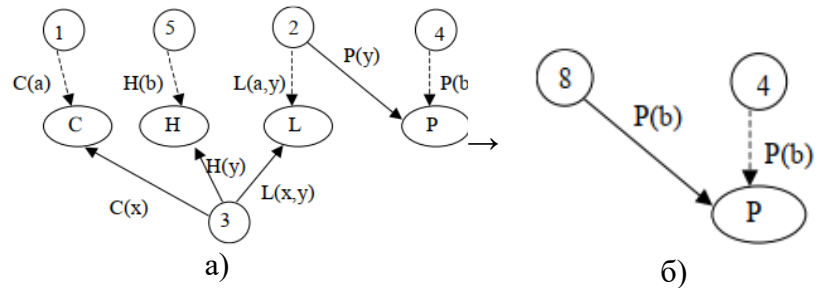 1 5 2 4
C(a) H(b) L(a,y) P(y) P(b
C H L P →
C(x) H(y) L(x,y)
3
а)
8 4
P(b) P(b)
P
б)